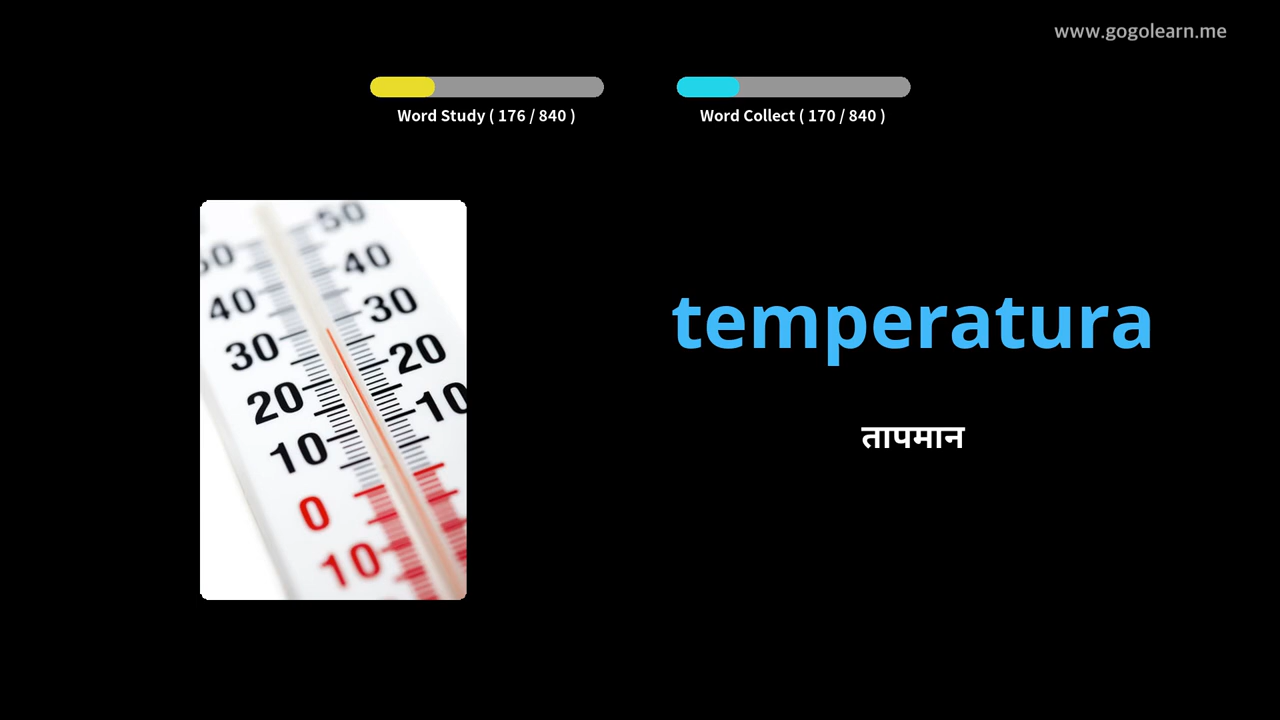 www.gogolearn.me
Word Study ( 176 / 840 )
Word Collect ( 170 / 840 )
50
50
40
40
30
30
20
20
10
10
0
10
temperatura
तापमान